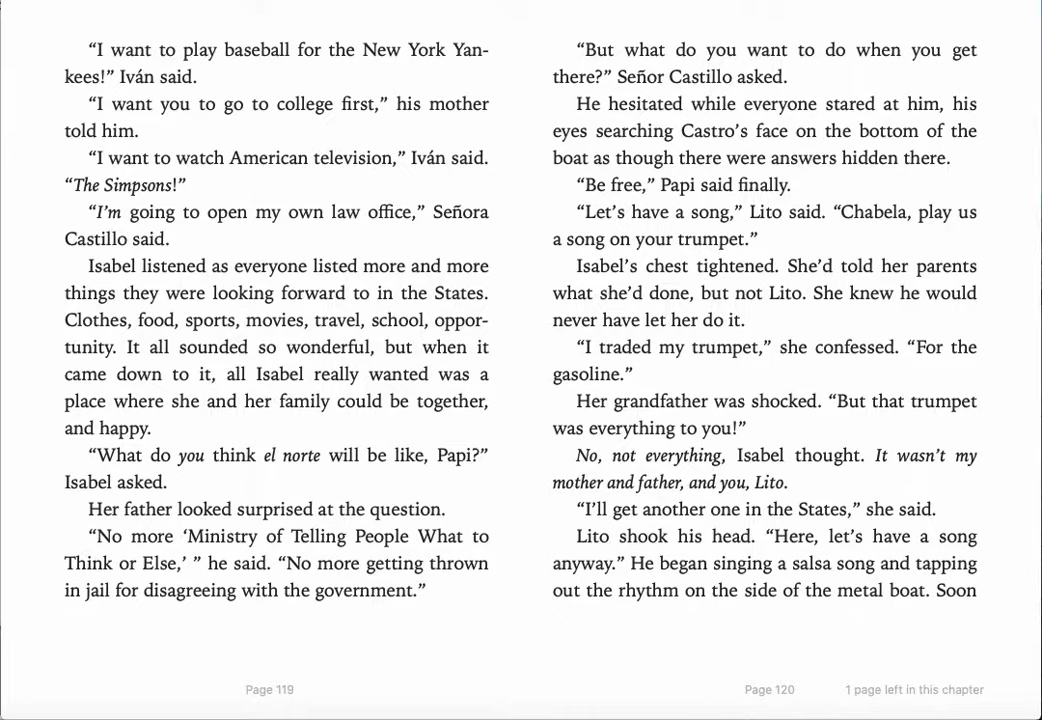 “I want to play baseball for the New York Yan-
kees!” Iván said.
“I want you to go to college first,” his mother
told him.
“I want to watch American television,” Iván said.
“The Simpsons!”
“I’m going to open my own law office,” Señora
Castillo said.
Isabel listened as everyone listed more and more
things they were looking forward to in the States.
Clothes, food, sports, movies, travel, school, oppor-
tunity. It all sounded so wonderful, but when it
came down to it, all Isabel really wanted was a
place where she and her family could be together,
and happy.
“What do you think el norte will be like, Papi?”
Isabel asked.
Her father looked surprised at the question.
“No more ‘Ministry of Telling People What to
Think or Else,’ ” he said. “No more getting thrown
in jail for disagreeing with the government.”
Page 119
“But what do you want to do when you get
there?” Señor Castillo asked.
He hesitated while everyone stared at him, his
eyes searching Castro’s face on the bottom of the
boat as though there were answers hidden there.
“Be free,” Papi said finally.
“Let’s have a song,” Lito said. “Chabela, play us
a song on your trumpet.”
Isabel’s chest tightened. She’d told her parents
what she’d done, but not Lito. She knew he would
never have let her do it.
“I traded my trumpet,” she confessed. “For the
gasoline.”
Her grandfather was shocked. “But that trumpet
was everything to you!”
No, not everything, Isabel thought. It wasn’t my
mother and father, and you, Lito.
“I’ll get another one in the States,” she said.
Lito shook his head. “Here, let’s have a song
anyway.” He began singing a salsa song and tapping
out the rhythm on the side of the metal boat. Soon
Page 120
1 page left in this chapter